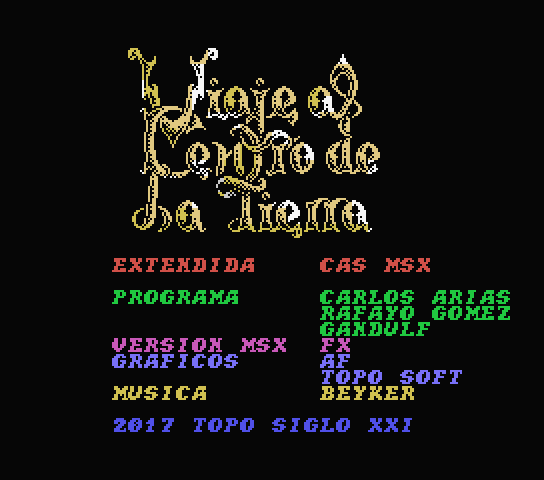 Viaje al
Centro de
La Tierra
EXTENDIDA CAS MSX
PROGRAMA CARLOS ARIAS
RAFAYO GOMEZ
GANDULF
VERSION MSX FX
GRAFICOS AF
TOPO SOFT
MUSICA BEYKER
2017 TOPO SIGLO XXI